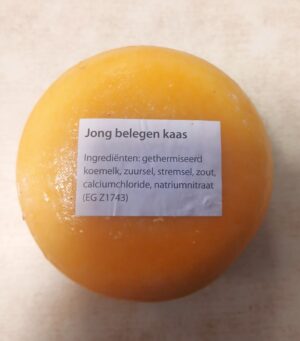 Jong belegen kaas
Ingrediënten: gethermiseerd
koemelk, zuursel, stremsel, zout,
calciumchloride, natriumnitraat
(EG Z1743)